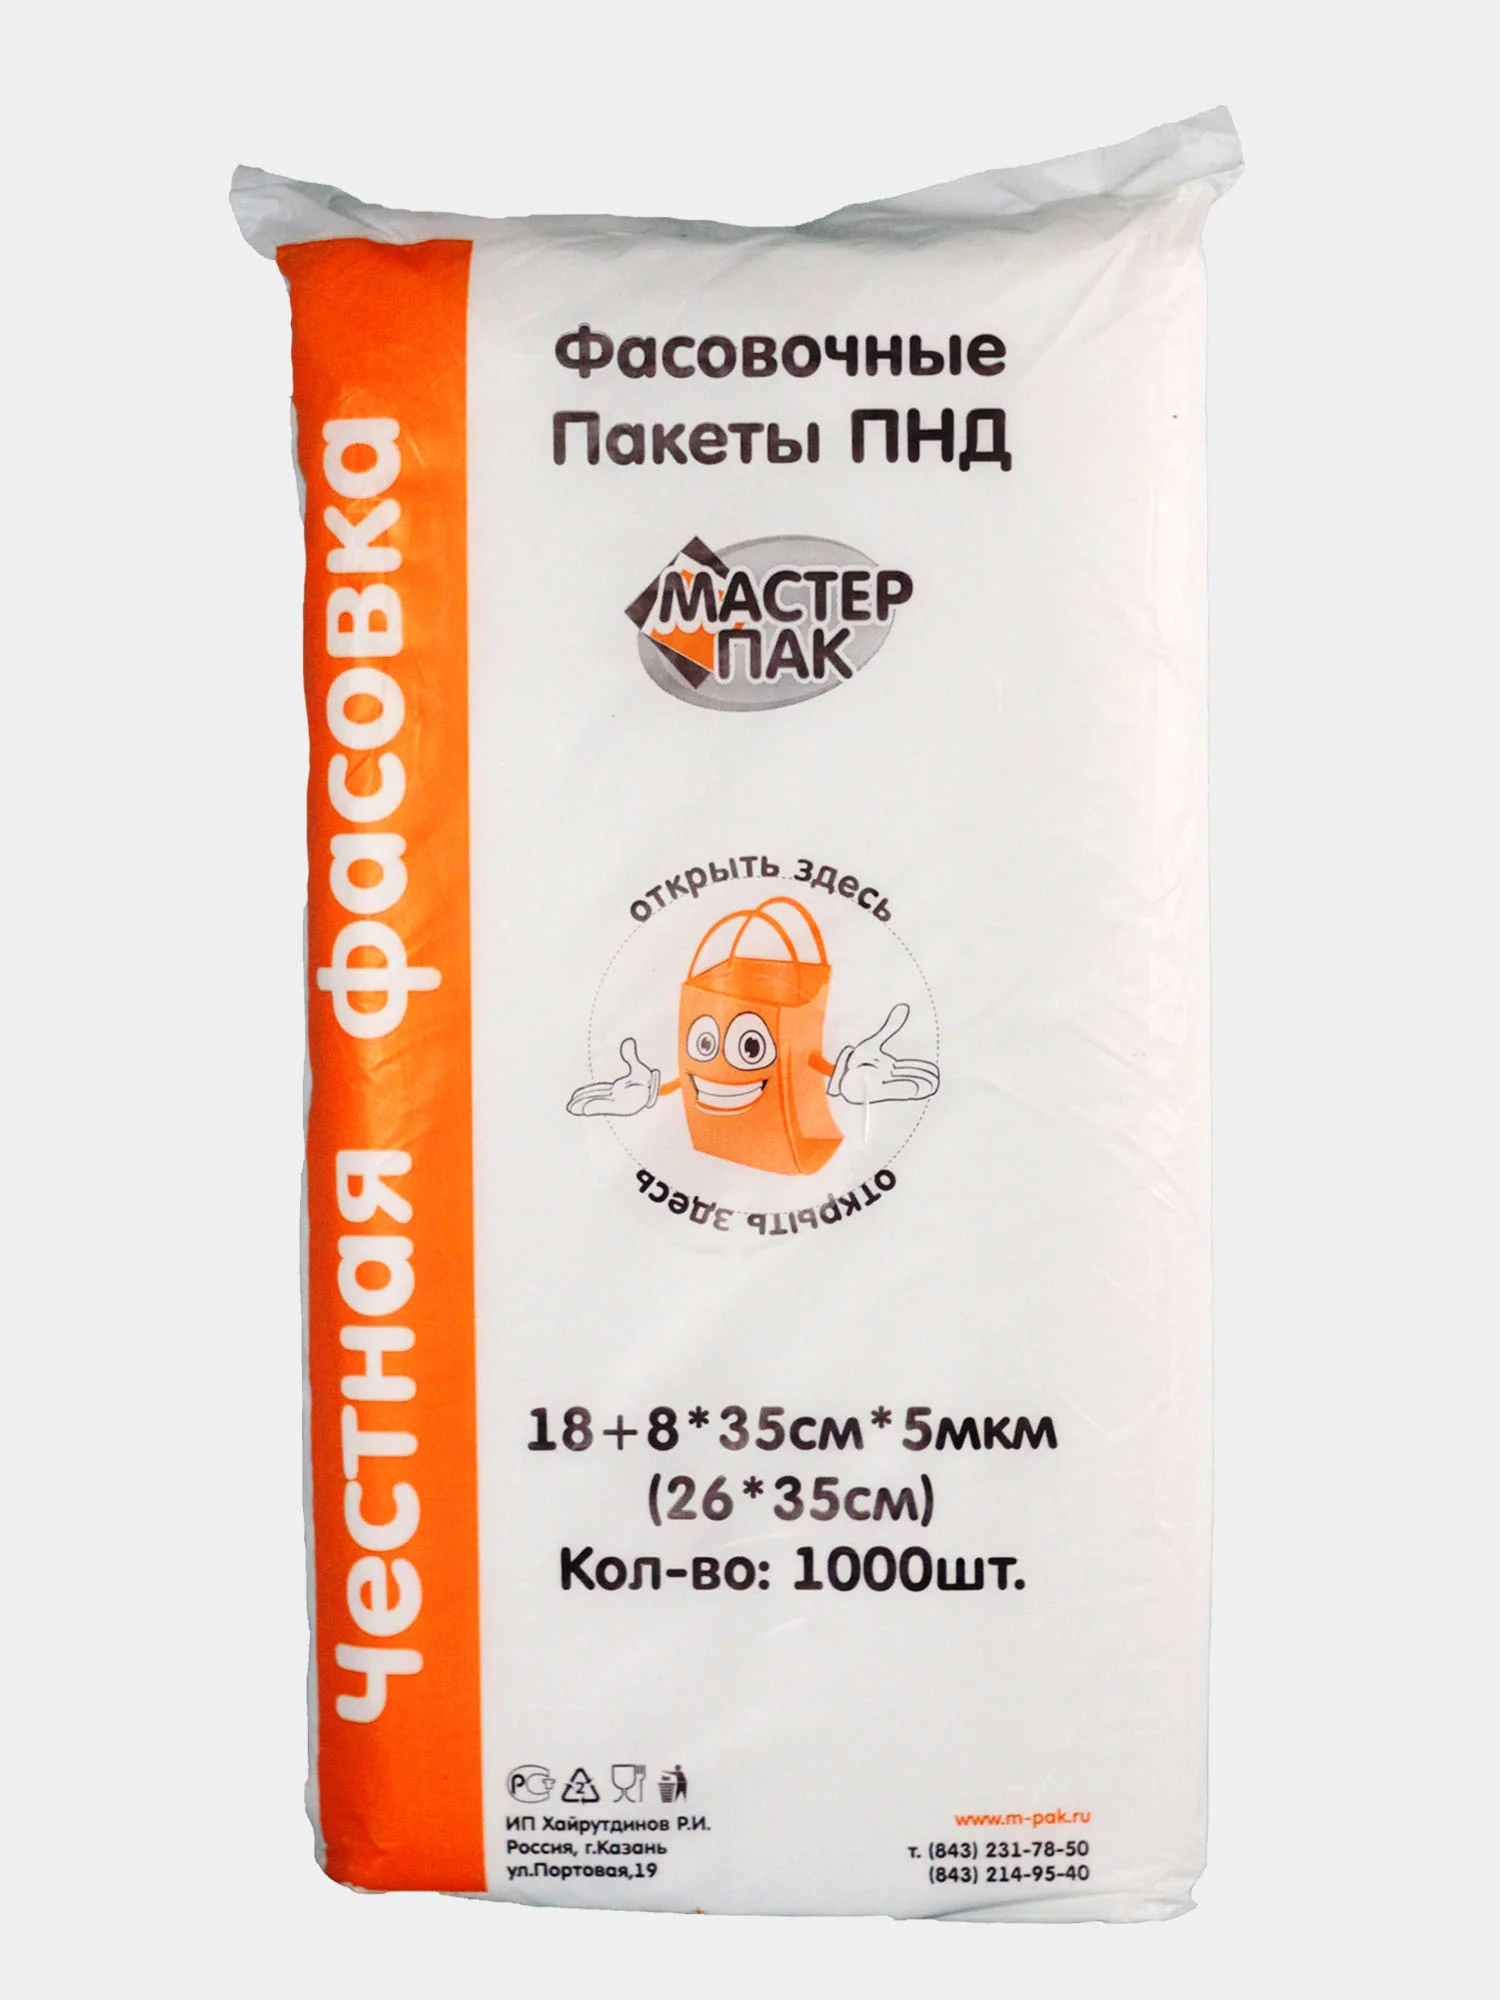 Фасовочные
Пакеты ПНД
МАСТЕР
ПАК
Честная фасовка
открыть здесь
открыть здесь
18+8*35см*5мкм
(26*35см)
Кол-во: 1000шт.
РСТ
2
ИП Хайрутдинов Р.И.
Россия, г.Казань
ул.Портовая,19
www.m-pak.ru
т. (843) 231-78-50
(843) 214-95-40